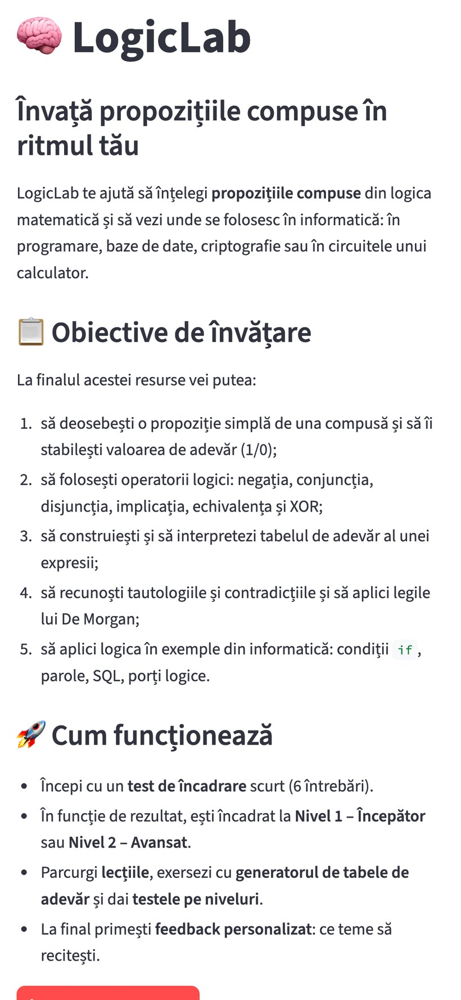 LogicLab
Învață propozițiile compuse în
ritmul tău
LogicLab te ajută să înțelegi propozițiile compuse din logica
matematică și să vezi unde se folosesc în informatică: în
programare, baze de date, criptografie sau în circuitele unui
calculator.
Obiective de învățare
La finalul acestei resurse vei putea:
1. să deosebești o propoziție simplă de una compusă și să îi
stabilești valoarea de adevăr (1/0);
2. să folosești operatorii logici: negația, conjuncția,
disjuncția, implicația, echivalența și XOR;
3. să construiești și să interpretezi tabelul de adevăr al unei
expresii;
4. să recunoști tautologiile și contradicțiile și să aplici legile
lui De Morgan;
5. să aplici logica în exemple din informatică: condiții if,
parole, SQL, porți logice.
Cum funcționează
• Începi cu un test de încadrare scurt (6 întrebări).
• În funcție de rezultat, ești încadrat la Nivel 1 – Începător
sau Nivel 2 – Avansat.
• Parcurgi lecțiile, exersezi cu generatorul de tabele de
adevăr și dai testele pe niveluri.
• La final primești feedback personalizat: ce teme să
recitești.